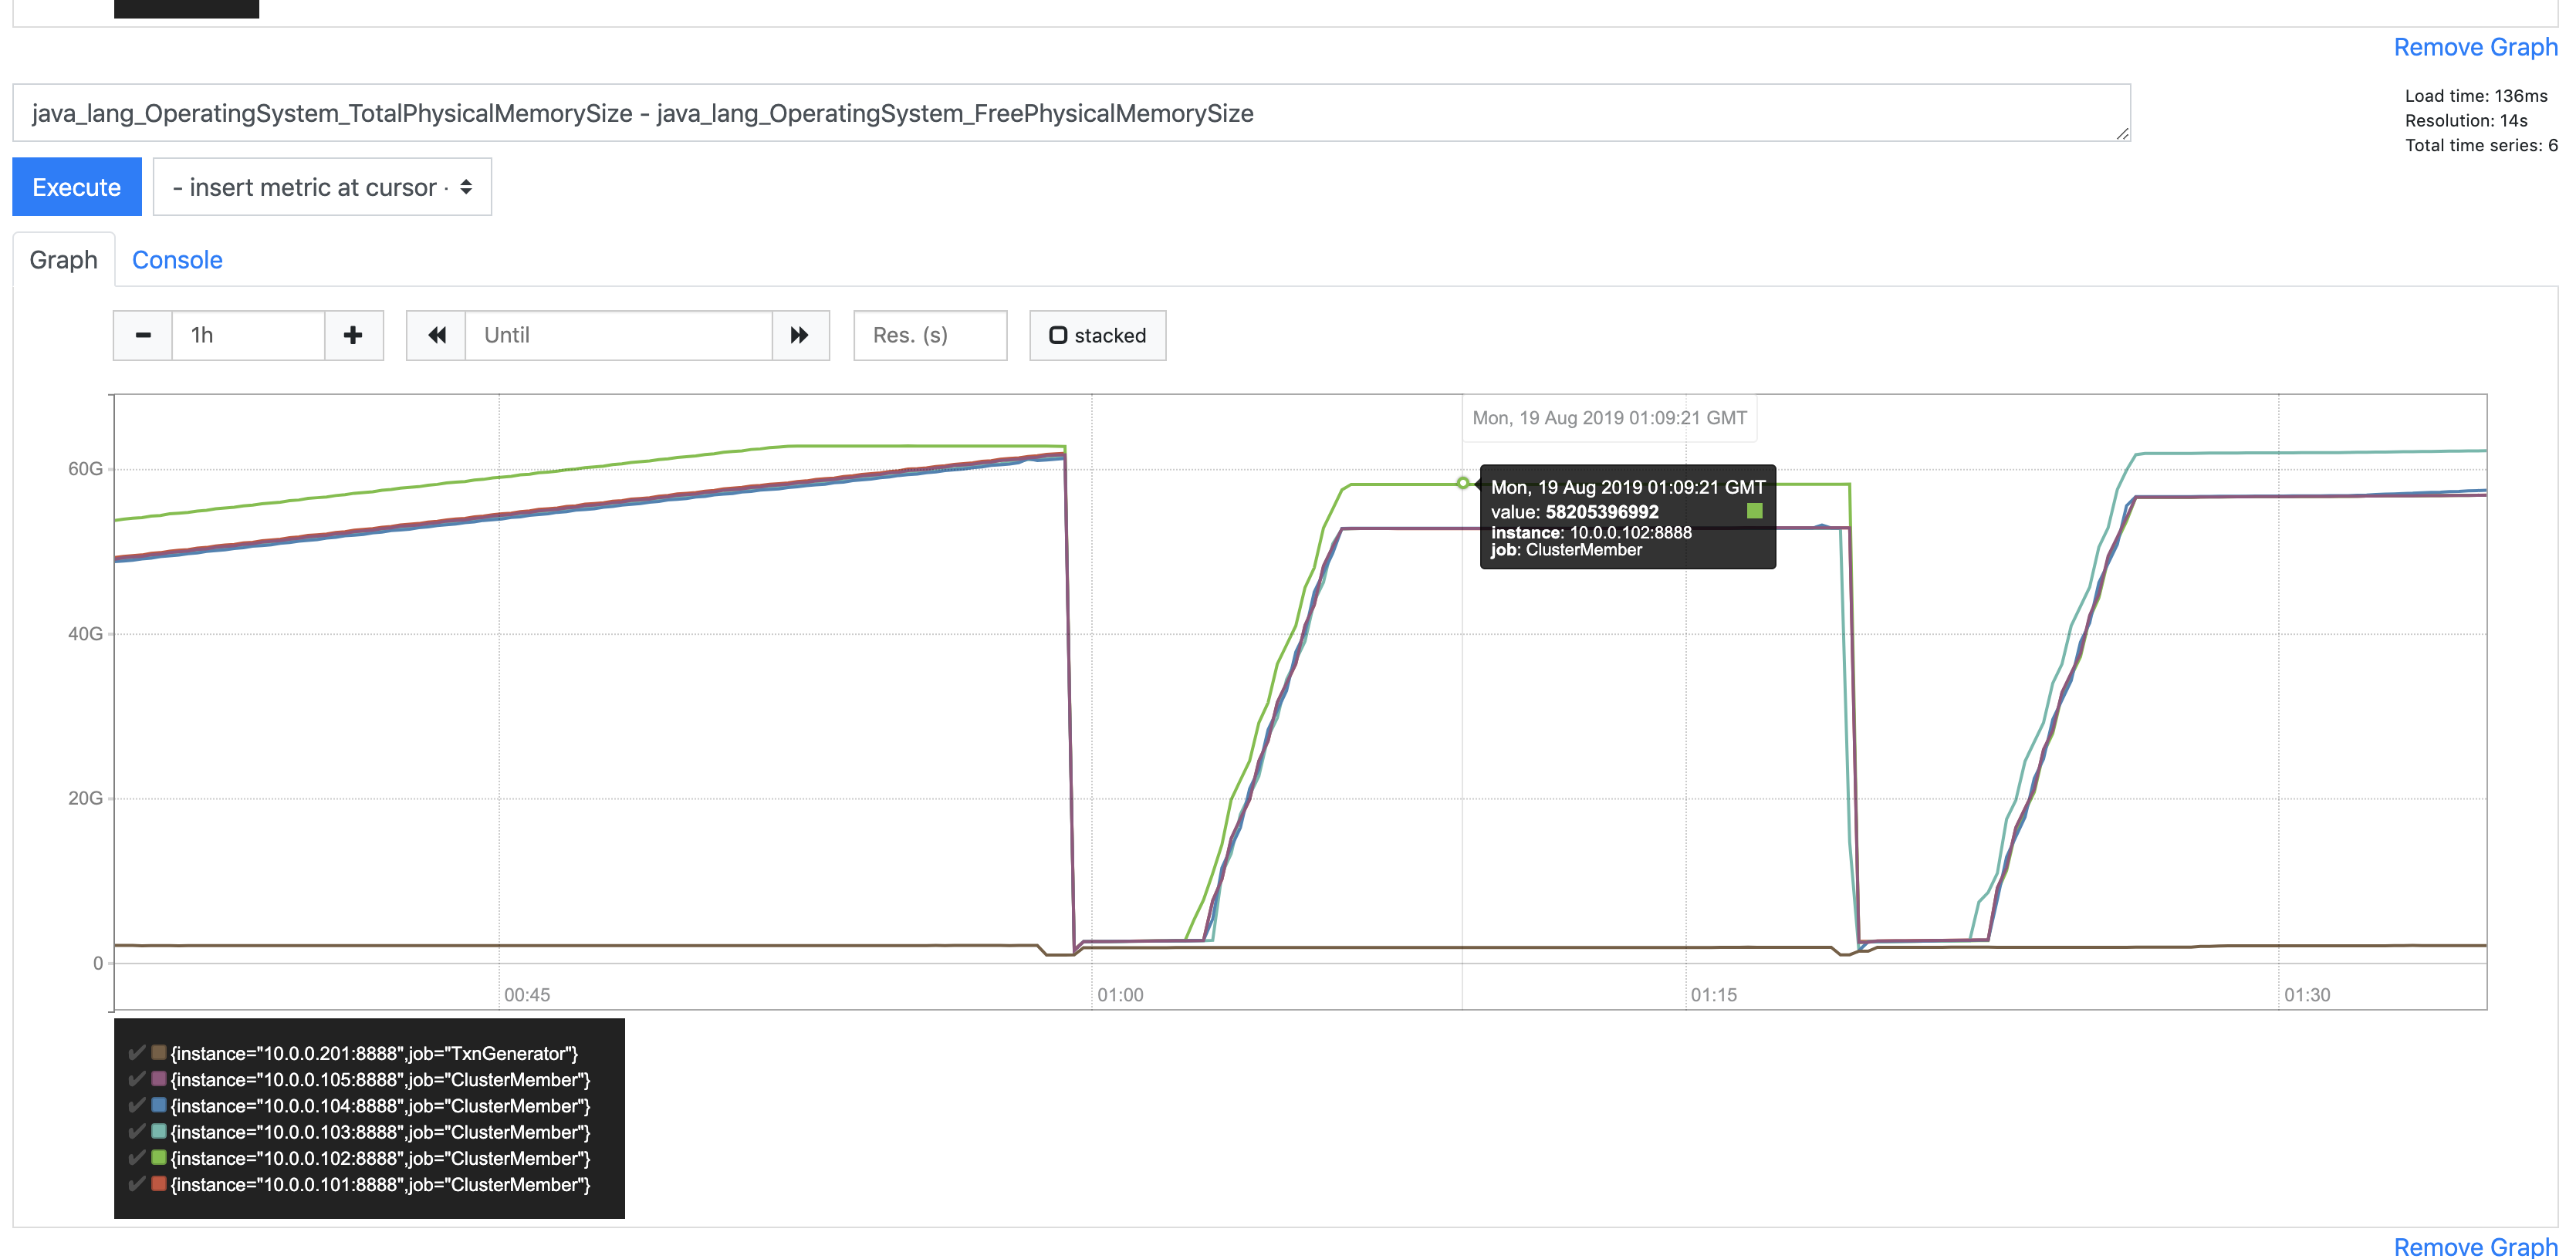 Remove Graph
java_lang_OperatingSystem_TotalPhysicalMemorySize - java_lang_OperatingSystem_FreePhysicalMemorySize
Load time: 136ms
Resolution: 14s
Total time series: 6
Execute
- insert metric at cursor -
Graph
Console
1h
Until
Res. (s)
stacked
Mon, 19 Aug 2019 01:09:21 GMT
60G
Mon, 19 Aug 2019 01:09:21 GMT
value: 58205396992
instance: 10.0.0.102:8888
job: ClusterMember
40G
20G
0
00:45
01:00
01:15
01:30
{instance="10.0.0.201:8888",job="TxnGenerator"}
{instance="10.0.0.105:8888",job="ClusterMember"}
{instance="10.0.0.104:8888",job="ClusterMember"}
{instance="10.0.0.103:8888",job="ClusterMember"}
{instance="10.0.0.102:8888",job="ClusterMember"}
{instance="10.0.0.101:8888",job="ClusterMember"}
Remove Graph